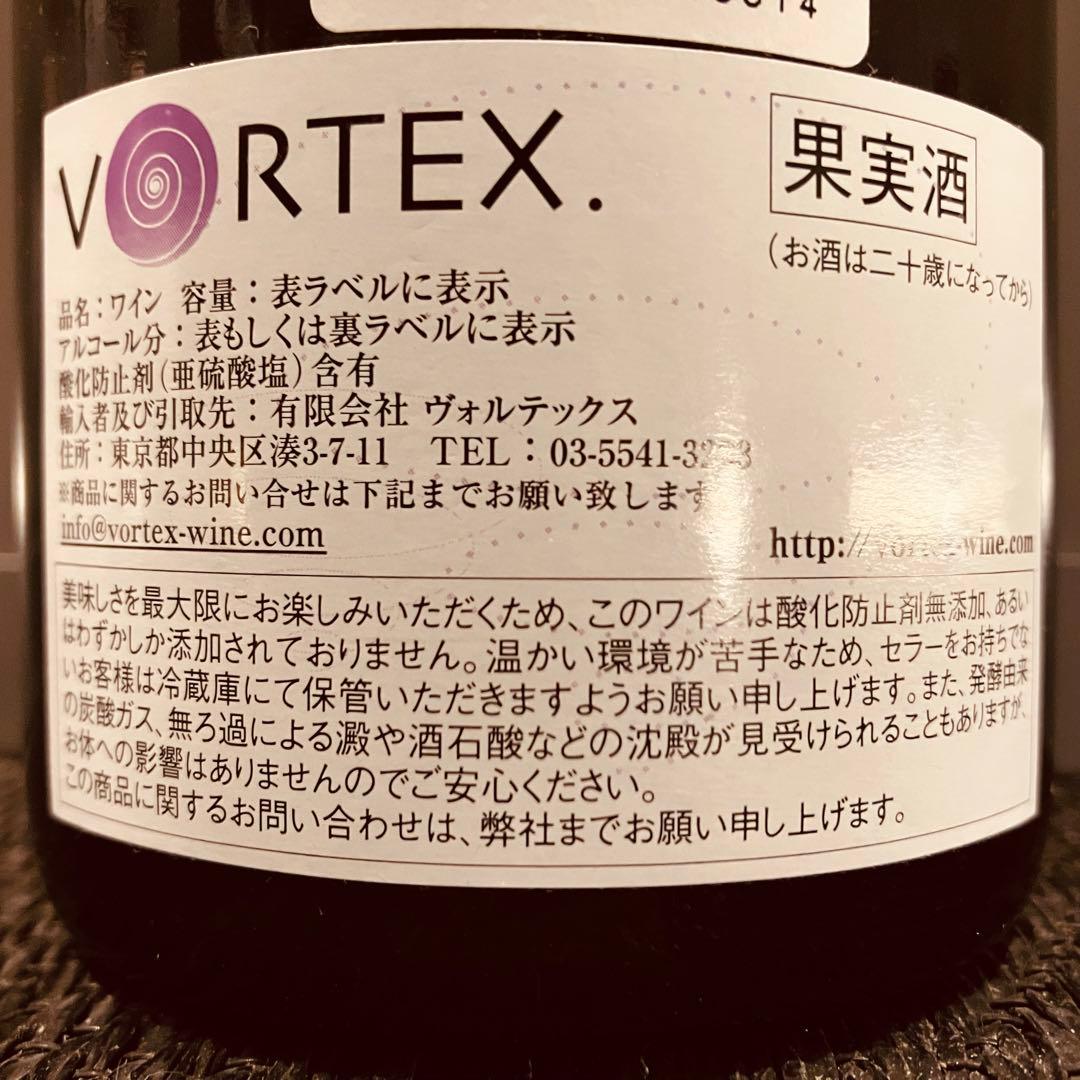 VORTEX.
果実酒
(お酒は二十歳になってから)
品名：ワイン 容量：表ラベルに表示
アルコール分：表もしくは裏ラベルに表示
酸化防止剤(亜硫酸塩)含有
輸入者及び引取先：有限会社 ヴォルテックス
住所：東京都中央区湊3-7-11 TEL：
※商品に関するお問い合せは下記までお願い致します
info@vortex-wine.com
http://vortex-wine.com
美味しさを最大限にお楽しみいただくため、このワインは酸化防止剤無添加、あるい
はわずかしか添加されておりません。温かい環境が苦手なため、セラーをお持ちでな
いお客様は冷蔵庫にて保管いただきますようお願い申し上げます。また、発酵由来
の炭酸ガス、無ろ過による澱や酒石酸などの沈殿が見受けられることもありますが、
お体への影響はありませんのでご安心ください。
この商品に関するお問い合わせは、弊社までお願い申し上げます。